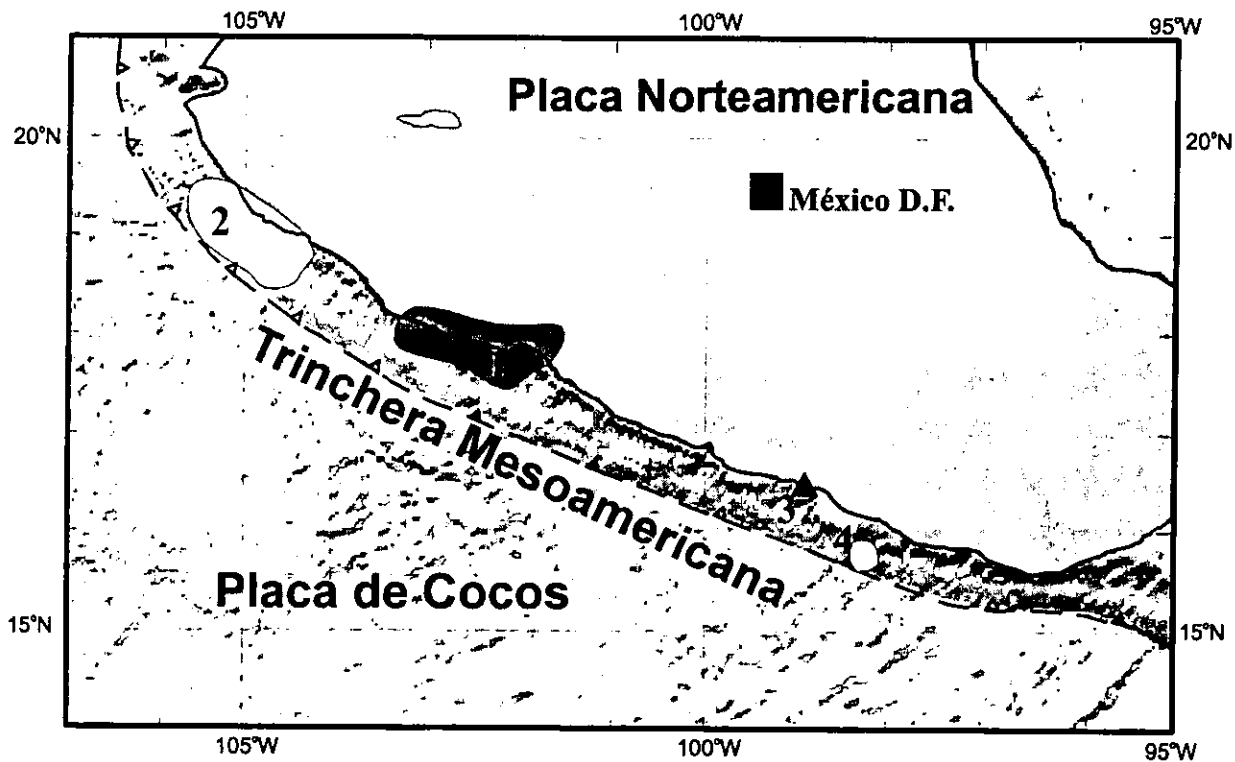 105°W 100°W 95°W
Placa Norteamericana
20°N 20°N
México D.F.
2
Trinchera Mesoamericana
3
4
Placa de Cocos
15°N 15°N
105°W 100°W 95°W